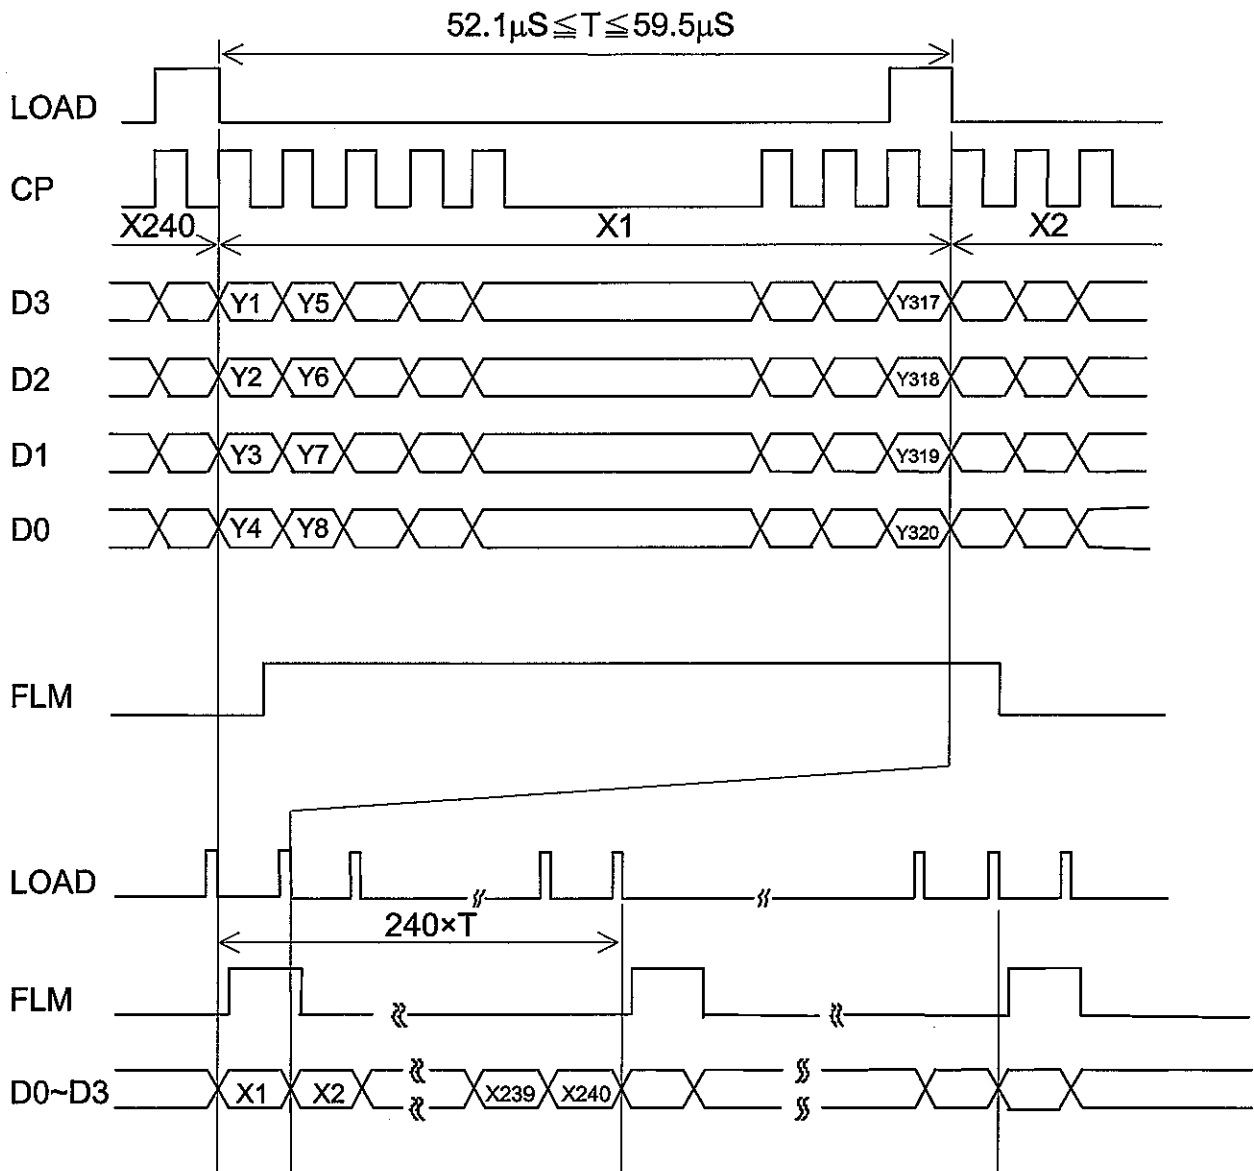 52.1μS≦T≦59.5μS
LOAD
CP
X240 X1 X2
D3 Y1 Y5 Y317
D2 Y2 Y6 Y318
D1 Y3 Y7 Y319
D0 Y4 Y8 Y320
FLM
LOAD
240×T
FLM
D0~D3 X1 X2 X239 X240